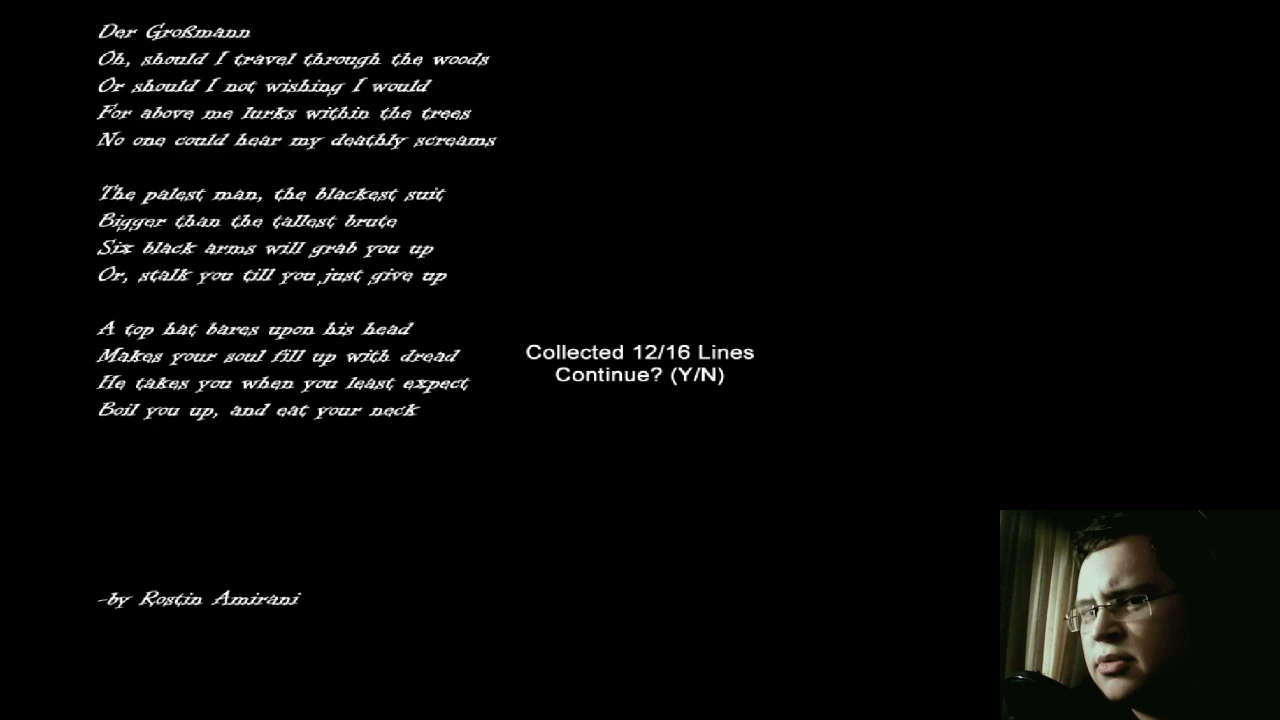 Der Großmann
Oh, should I travel through the woods
Or should I not wishing I would
For above me lurks within the trees
No one could hear my deathly screams
The palest man, the blackest suit
Bigger than the tallest brute
Six black arms will grab you up
Or, stalk you till you just give up
A top hat bares upon his head
Makes your soul fill up with dread
He takes you when you least expect
Boil you up, and eat your neck
Collected 12/16 Lines
Continue? (Y/N)
-by Rostin Amirani